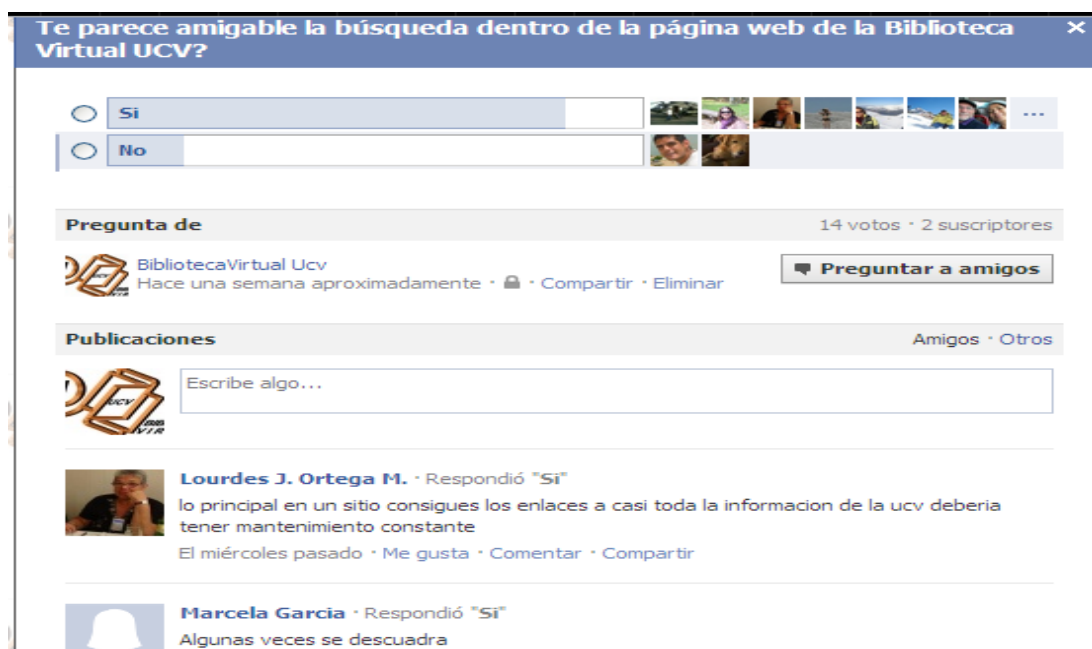 Te parece amigable la búsqueda dentro de la página web de la Biblioteca
Virtual UCV?
Si
...
No
Pregunta de
14 votos · 2 suscriptores
BibliotecaVirtual Ucv
Hace una semana aproximadamente · Compartir · Eliminar
Preguntar a amigos
Publicaciones
Amigos · Otros
UCV
VIR
Escribe algo...
Lourdes J. Ortega M. · Respondió "Si"
lo principal en un sitio consigues los enlaces a casi toda la informacion de la ucv deberia
tener mantenimiento constante
El miércoles pasado · Me gusta · Comentar · Compartir
Marcela Garcia · Respondió "Si"
Algunas veces se descuadra